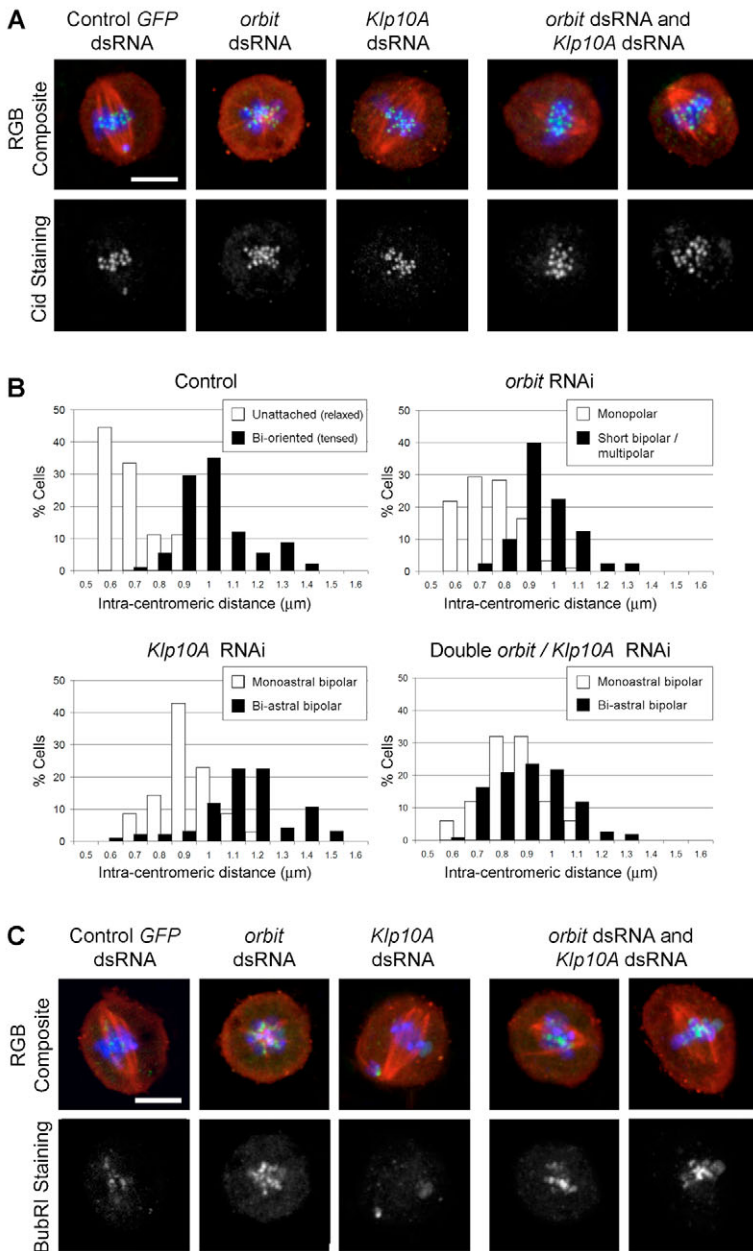 A
Control GFP dsRNA
orbit dsRNA
Klp10A dsRNA
orbit dsRNA and Klp10A dsRNA
RGB Composite
Cid Staining
B
Control
50
40
30
20
10
0
% Cells
Unattached (relaxed)
Bi-oriented (tensed)
0.5 0.6 0.7 0.8 0.9 1 1.1 1.2 1.3 1.4 1.5 1.6
Intra-centromeric distance (μm)
orbit RNAi
50
40
30
20
10
0
% Cells
Monopolar
Short bipolar / multipolar
0.5 0.6 0.7 0.8 0.9 1 1.1 1.2 1.3 1.4 1.5 1.6
Intra-centromeric distance (μm)
Klp10A RNAi
50
40
30
20
10
0
% Cells
Monoastral bipolar
Bi-astral bipolar
0.5 0.6 0.7 0.8 0.9 1 1.1 1.2 1.3 1.4 1.5 1.6
Intra-centromeric distance (μm)
Double orbit / Klp10A RNAi
50
40
30
20
10
0
% Cells
Monoastral bipolar
Bi-astral bipolar
0.5 0.6 0.7 0.8 0.9 1 1.1 1.2 1.3 1.4 1.5 1.6
Intra-centromeric distance (μm)
C
Control GFP dsRNA
orbit dsRNA
Klp10A dsRNA
orbit dsRNA and Klp10A dsRNA
RGB Composite
BubRI Staining